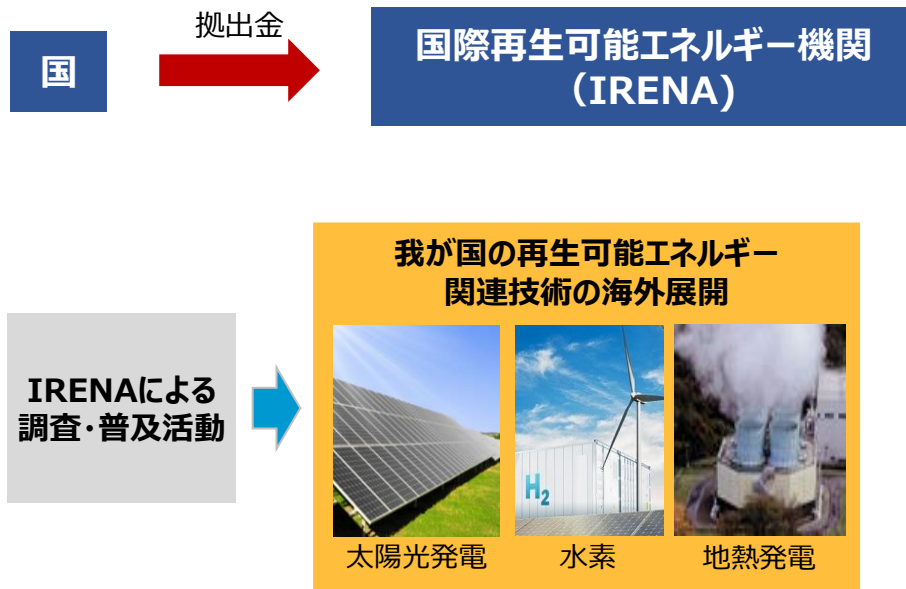 拠出金
国
国際再生可能エネルギー機関
（IRENA)
我が国の再生可能エネルギー
関連技術の海外展開
IRENAによる
調査・普及活動
H2
太陽光発電
水素
地熱発電